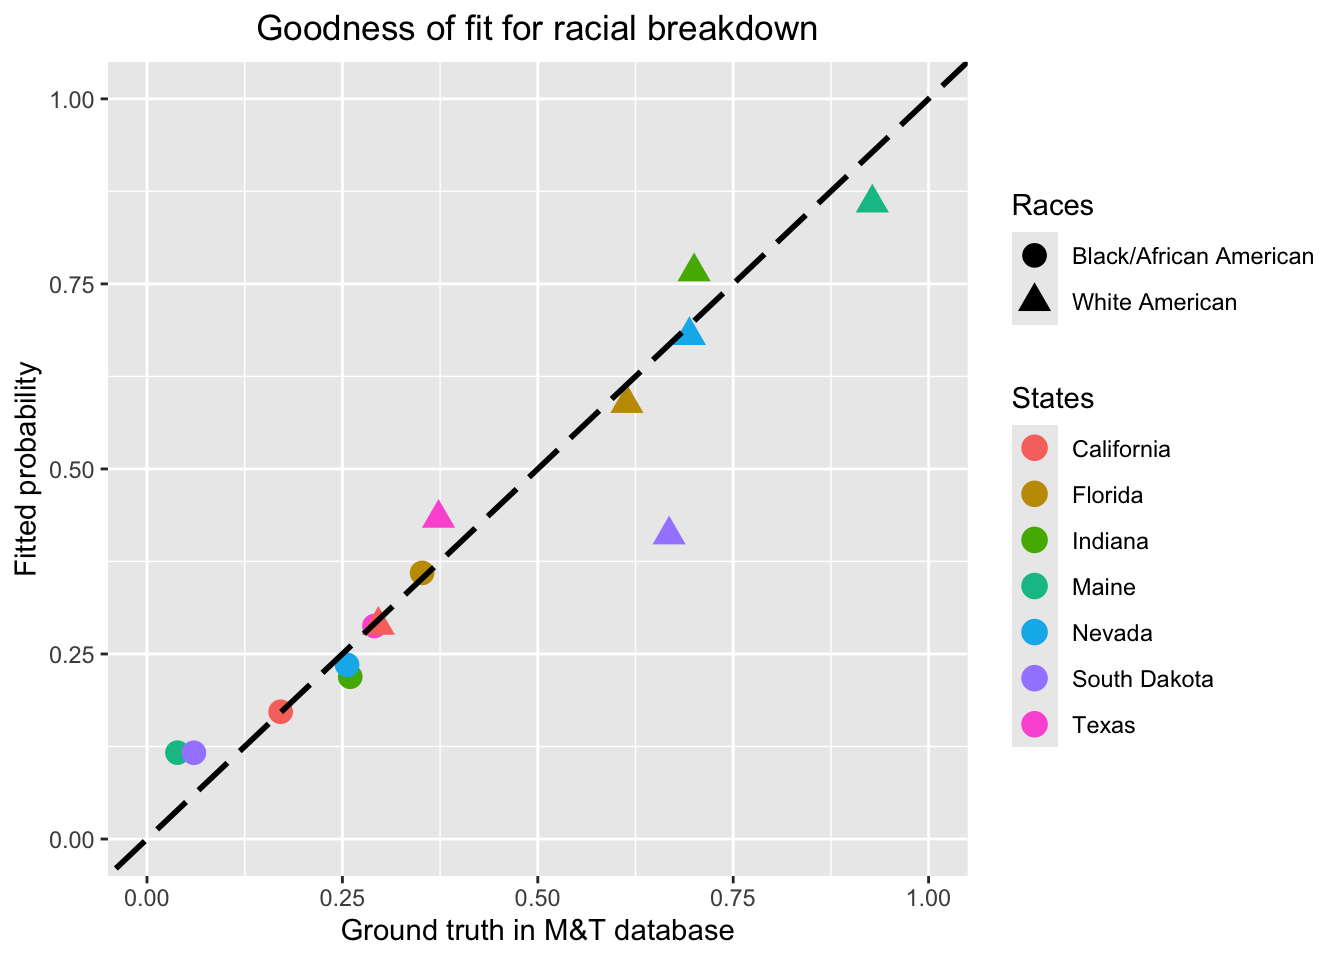 Goodness of fit for racial breakdown
Fitted probability
1.00
0.75
0.50
0.25
0.00
0.00
0.25
0.50
0.75
1.00
Ground truth in M&T database
Races
Black/African American
White American
States
California
Florida
Indiana
Maine
Nevada
South Dakota
Texas